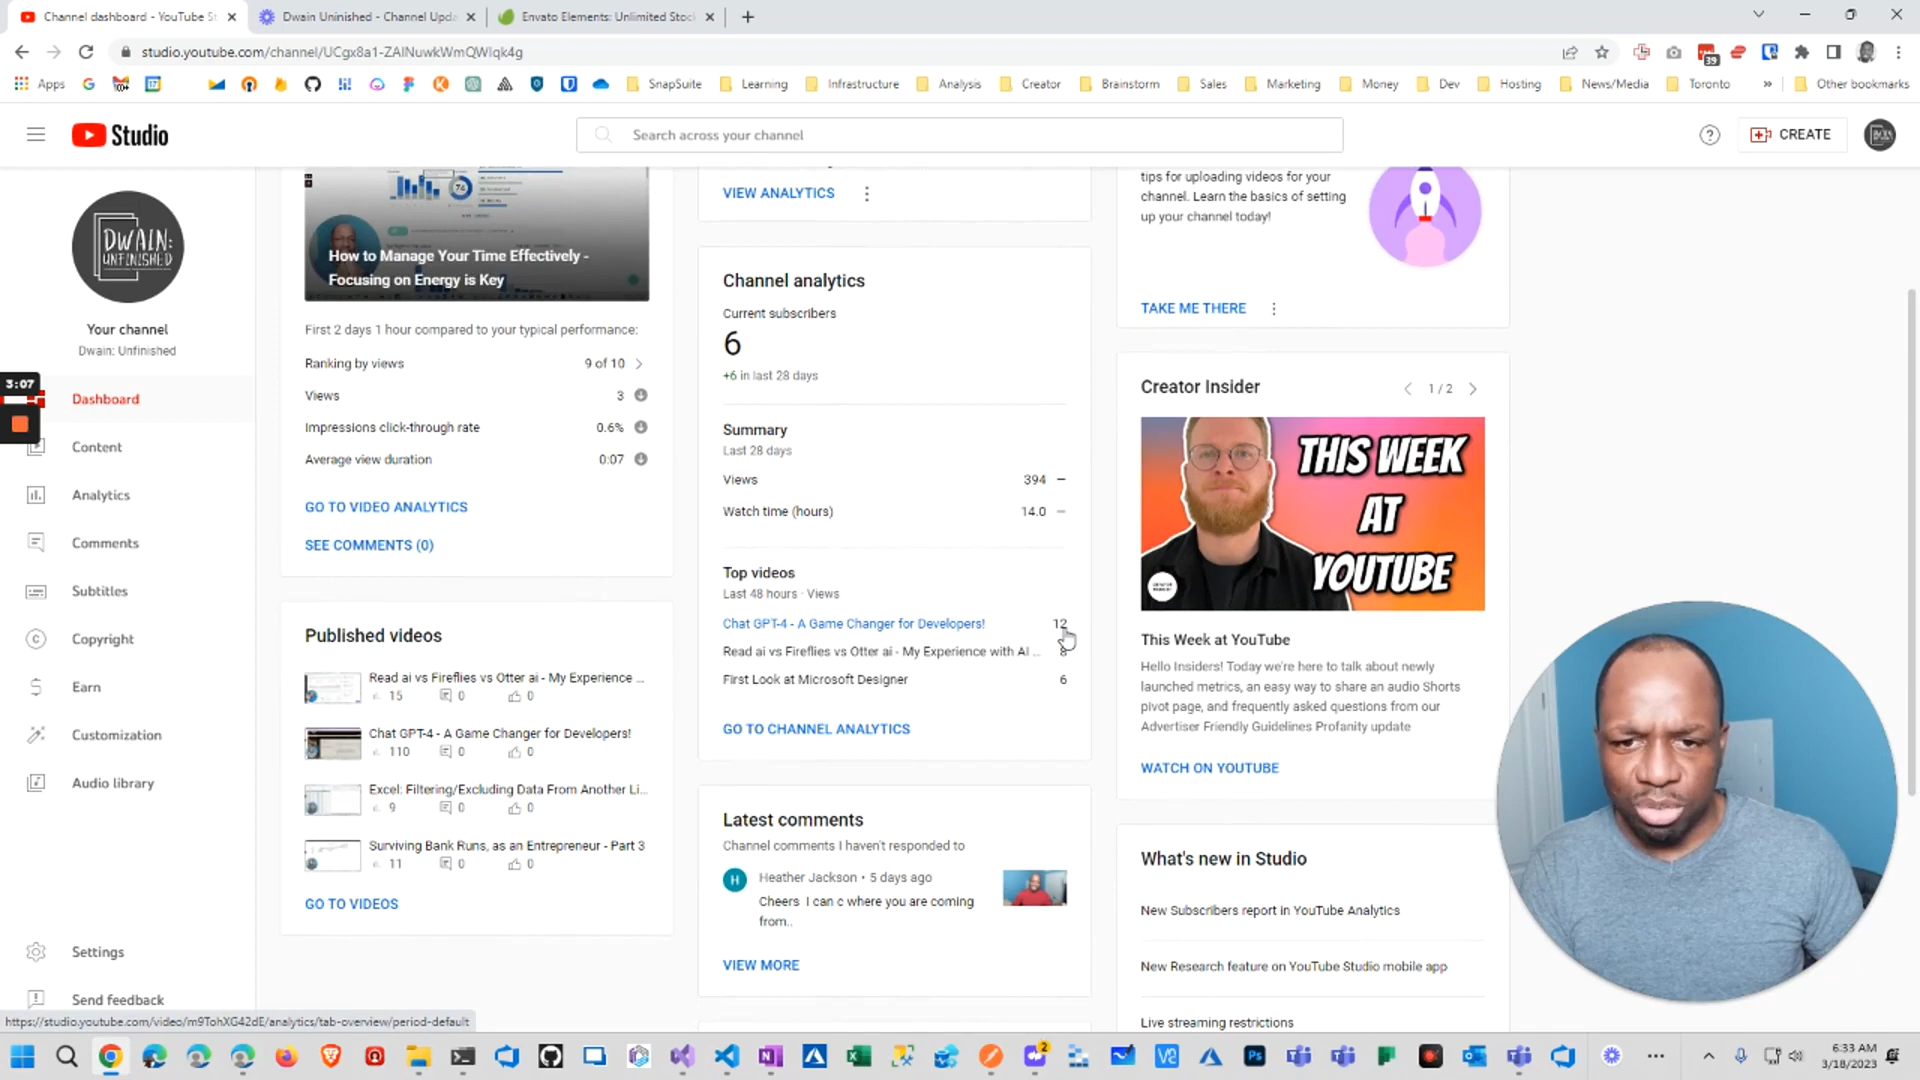 Channel dashboard - YouTube St
Dwain Uninished - Channel Upda
Envato Elements: Unlimited Stoc
studio.youtube.com/channel/UCgx8a1-ZAlNuwkWmQWlqk4g
39
Apps
SnapSuite
Learning
Infrastructure
Analysis
Creator
Brainstorm
Sales
Marketing
Money
Dev
Hosting
News/Media
Toronto
Other bookmarks
Studio
Search across your channel
CREATE
DWAIN:
UNFINISHED
Your channel
Dwain: Unfinished
3:07
Dashboard
Content
Analytics
Comments
Subtitles
Copyright
Earn
Customization
Audio library
Settings
Send feedback
74
How to Manage Your Time Effectively -
Focusing on Energy is Key
First 2 days 1 hour compared to your typical performance:
Ranking by views 9 of 10
Views 3
Impressions click-through rate 0.6%
Average view duration 0:07
GO TO VIDEO ANALYTICS
SEE COMMENTS (0)
Published videos
Read ai vs Fireflies vs Otter ai - My Experience ...
15 0 0
Chat GPT-4 - A Game Changer for Developers!
110 0 0
Excel: Filtering/Excluding Data From Another Li...
9 0 0
Surviving Bank Runs, as an Entrepreneur - Part 3
11 0 0
GO TO VIDEOS
VIEW ANALYTICS
Channel analytics
Current subscribers
6
+6 in last 28 days
Summary
Last 28 days
Views 394 —
Watch time (hours) 14.0 —
Top videos
Last 48 hours · Views
Chat GPT-4 - A Game Changer for Developers! 12
Read ai vs Fireflies vs Otter ai - My Experience with AI ... 8
First Look at Microsoft Designer 6
GO TO CHANNEL ANALYTICS
Latest comments
Channel comments I haven't responded to
H
Heather Jackson • 5 days ago
Cheers I can c where you are coming
from..
VIEW MORE
tips for uploading videos for your
channel. Learn the basics of setting
up your channel today!
TAKE ME THERE
Creator Insider
1 / 2
THIS WEEK
AT
YOUTUBE
This Week at YouTube
Hello Insiders! Today we're here to talk about newly
launched metrics, an easy way to share an audio Shorts
pivot page, and frequently asked questions from our
Advertiser Friendly Guidelines Profanity update
WATCH ON YOUTUBE
What's new in Studio
New Subscribers report in YouTube Analytics
New Research feature on YouTube Studio mobile app
Live streaming restrictions
https://studio.youtube.com/video/m9TohXG42dE/analytics/tab-overview/period-default
2
6:33 AM
3/18/2023